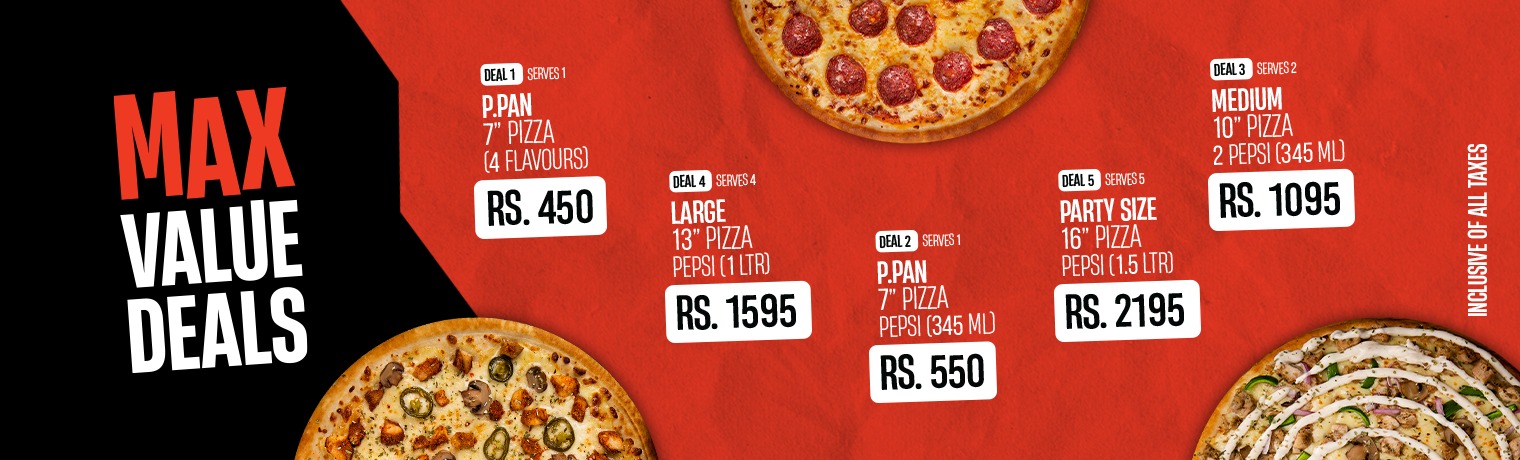 MAX
VALUE
DEALS
DEAL 1 SERVES 1
P.PAN
7” PIZZA
(4 FLAVOURS)
RS. 450
DEAL 4 SERVES 4
LARGE
13” PIZZA
PEPSI (1 LTR)
RS. 1595
DEAL 2 SERVES 1
P.PAN
7” PIZZA
PEPSI (345 ML)
RS. 550
DEAL 5 SERVES 5
PARTY SIZE
16” PIZZA
PEPSI (1.5 LTR)
RS. 2195
DEAL 3 SERVES 2
MEDIUM
10” PIZZA
2 PEPSI (345 ML)
RS. 1095
INCLUSIVE OF ALL TAXES